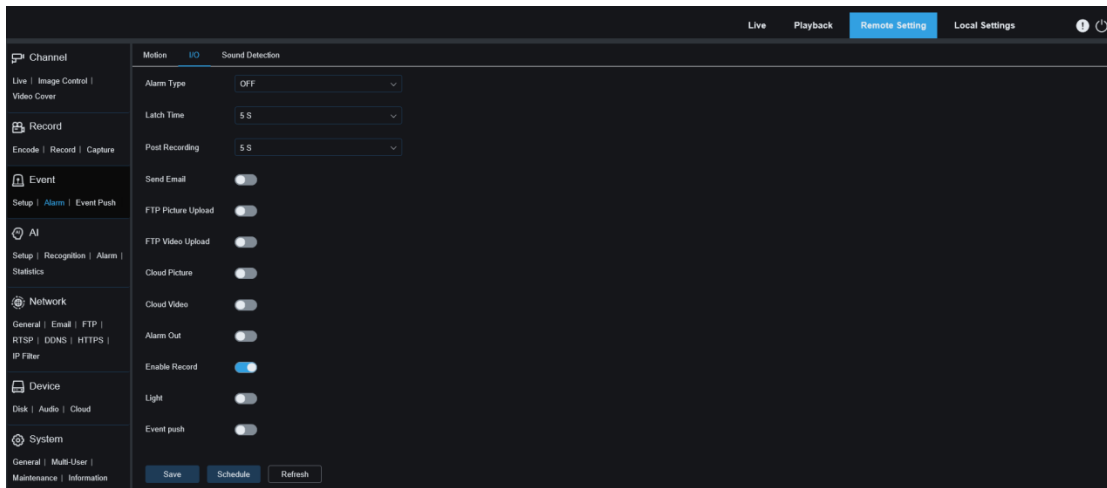 Live Playback Remote Setting Local Settings
Channel
Live | Image Control |
Video Cover
Record
Encode | Record | Capture
Event
Setup | Alarm | Event Push
AI
Setup | Recognition | Alarm |
Statistics
Network
General | Email | FTP |
RTSP | DDNS | HTTPS |
IP Filter
Device
Disk | Audio | Cloud
System
General | Multi-User |
Maintenance | Information
Motion I/O Sound Detection
Alarm Type OFF
Latch Time 5 S
Post Recording 5 S
Send Email
FTP Picture Upload
FTP Video Upload
Cloud Picture
Cloud Video
Alarm Out
Enable Record
Light
Event push
Save Schedule Refresh